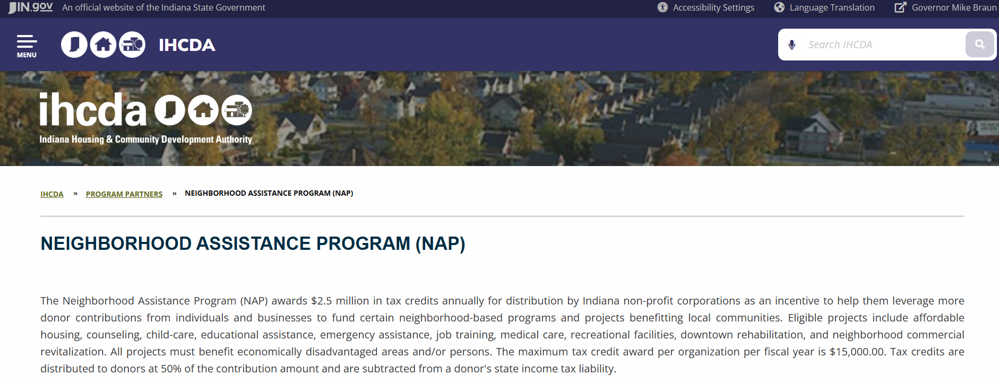 IN.gov An official website of the Indiana State Government Accessibility Settings Language Translation Governor Mike Braun
MENU IHCDA Search IHCDA
ihcda
Indiana Housing & Community Development Authority
IHCDA » PROGRAM PARTNERS » NEIGHBORHOOD ASSISTANCE PROGRAM (NAP)
NEIGHBORHOOD ASSISTANCE PROGRAM (NAP)
The Neighborhood Assistance Program (NAP) awards $2.5 million in tax credits annually for distribution by Indiana non-profit corporations as an incentive to help them leverage more
donor contributions from individuals and businesses to fund certain neighborhood-based programs and projects benefitting local communities. Eligible projects include affordable
housing, counseling, child-care, educational assistance, emergency assistance, job training, medical care, recreational facilities, downtown rehabilitation, and neighborhood commercial
revitalization. All projects must benefit economically disadvantaged areas and/or persons. The maximum tax credit award per organization per fiscal year is $15,000.00. Tax credits are
distributed to donors at 50% of the contribution amount and are subtracted from a donor's state income tax liability.